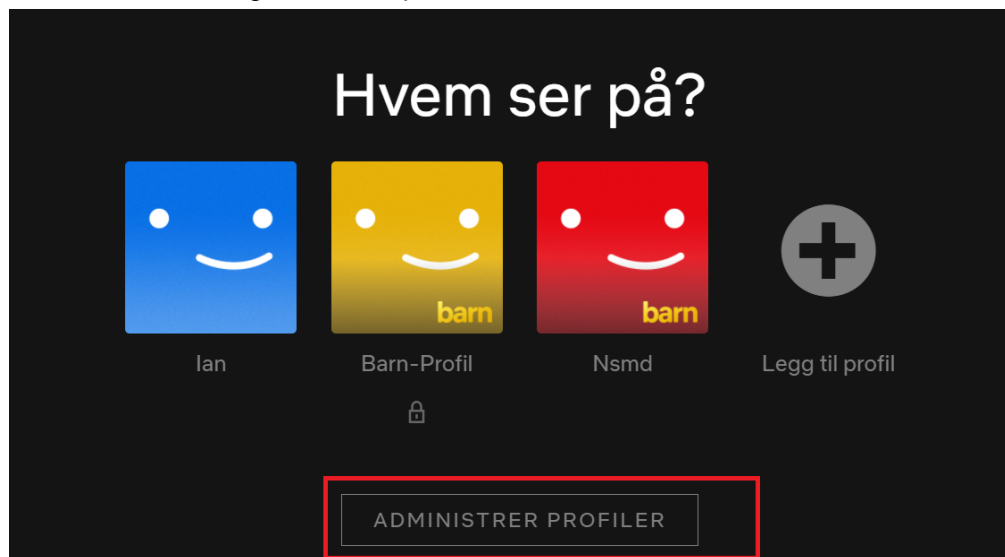 Hvem ser på?
barn
barn
Ian
Barn-Profil
Nsmd
Legg til profil
ADMINISTRER PROFILER